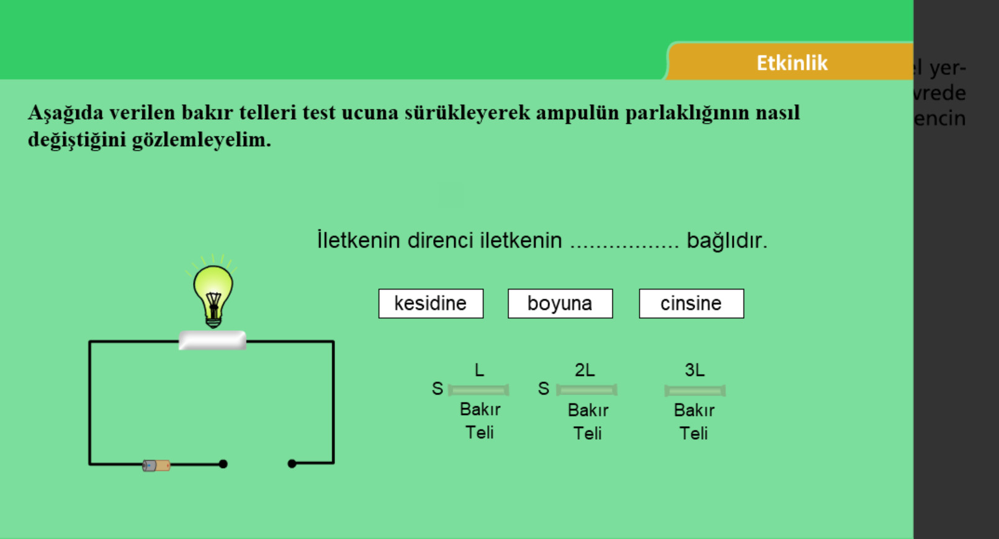 Etkinlik
el yer-
vrede
encin
Aşağıda verilen bakır telleri test ucuna sürükleyerek ampulün parlaklığının nasıl
değiştiğini gözlemleyelim.
İletkenin direnci iletkenin ................. bağlıdır.
kesidine boyuna cinsine
L 2L 3L
S S
Bakır Bakır Bakır
Teli Teli Teli